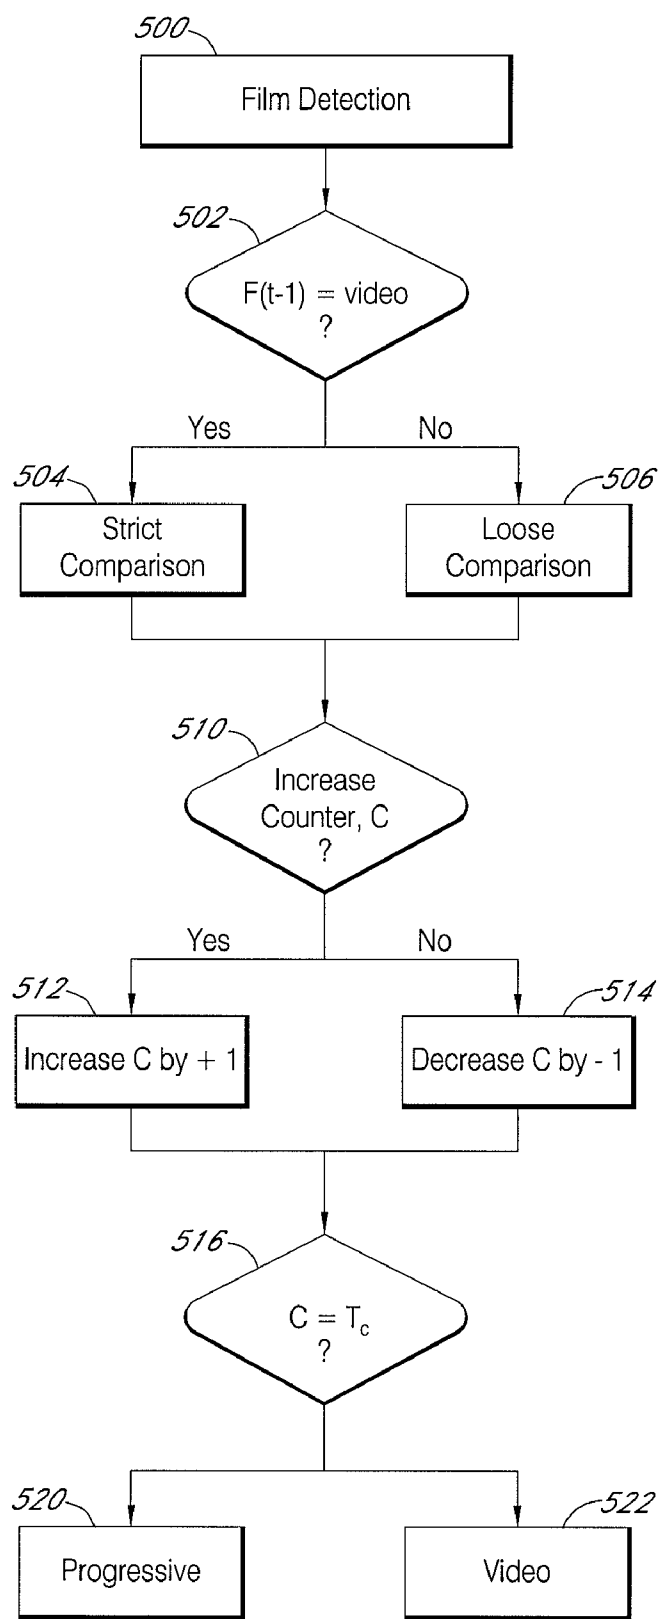 500
Film Detection
502
F(t-1) = video
?
Yes
No
504
506
Strict
Comparison
Loose
Comparison
510
Increase
Counter, C
?
Yes
No
512
514
Increase C by + 1
Decrease C by - 1
516
C = Tc
?
520
522
Progressive
Video